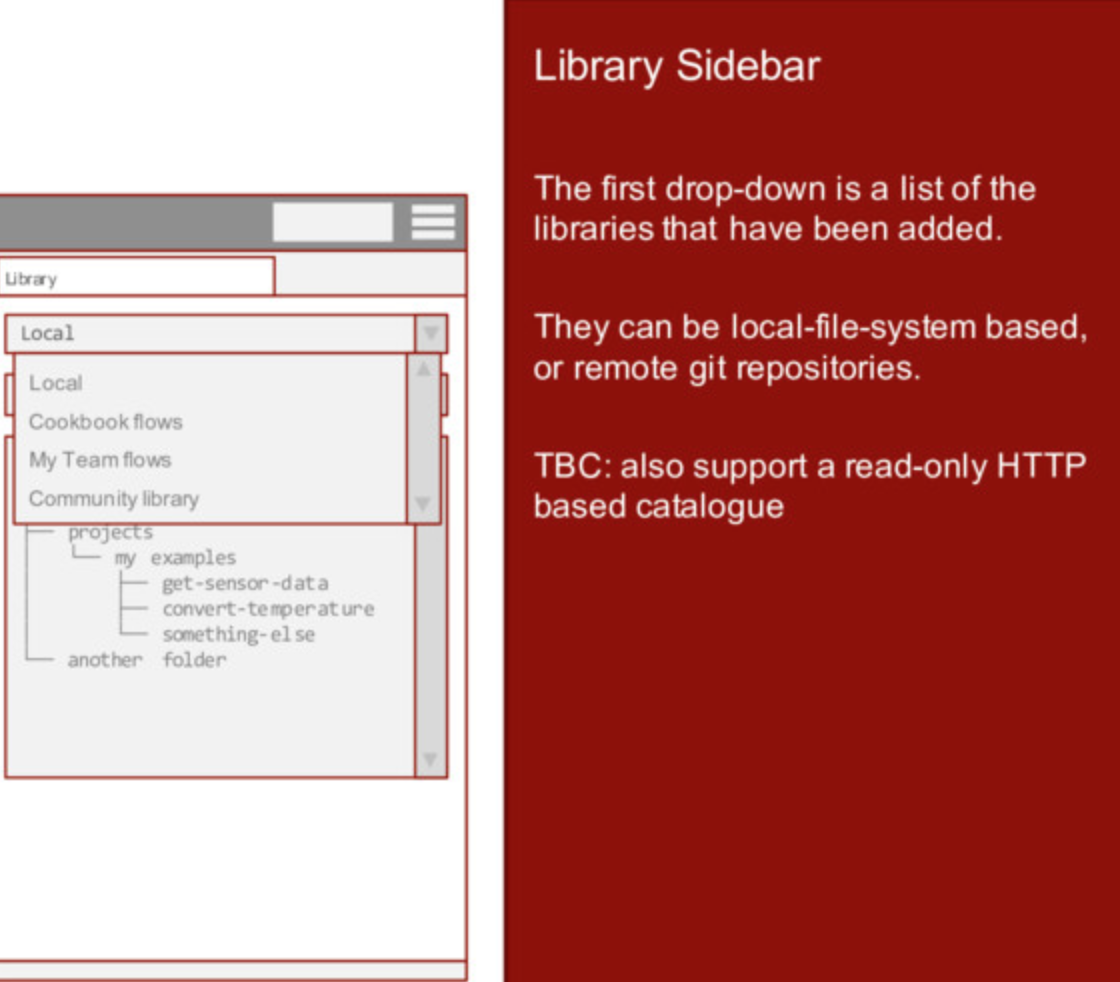 Library
Local
Local
Cookbook flows
My Team flows
Community library
projects
my examples
get-sensor-data
convert-temperature
something-else
another folder
Library Sidebar
The first drop-down is a list of the
libraries that have been added.
They can be local-file-system based,
or remote git repositories.
TBC: also support a read-only HTTP
based catalogue